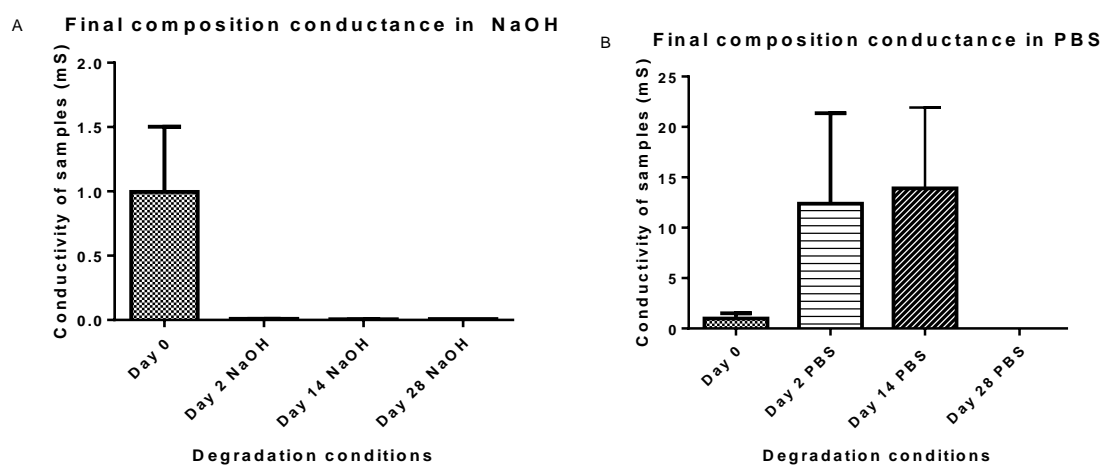 A
Final composition conductance in NaOH
Conductivity of samples (mS)
2.0
1.5
1.0
0.5
0.0
Day 0
Day 2 NaOH
Day 14 NaOH
Day 28 NaOH
Degradation conditions
B
Final composition conductance in PBS
Conductivity of samples (mS)
25
20
15
10
5
0
Day 0
Day 2 PBS
Day 14 PBS
Day 28 PBS
Degradation conditions